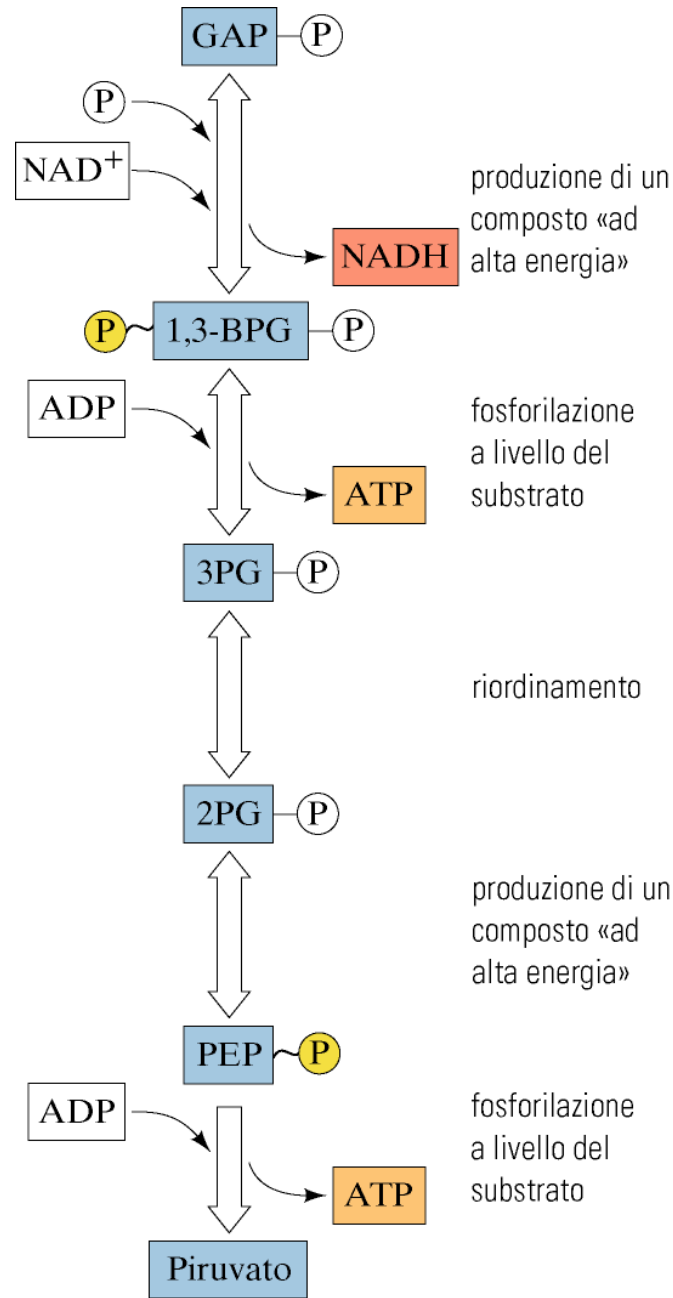 GAP P
P
NAD+
NADH
produzione di un
composto «ad
alta energia»
P 1,3-BPG P
ADP
ATP
fosforilazione
a livello del
substrato
3PG P
riordinamento
2PG P
produzione di un
composto «ad
alta energia»
PEP P
ADP
ATP
fosforilazione
a livello del
substrato
Piruvato